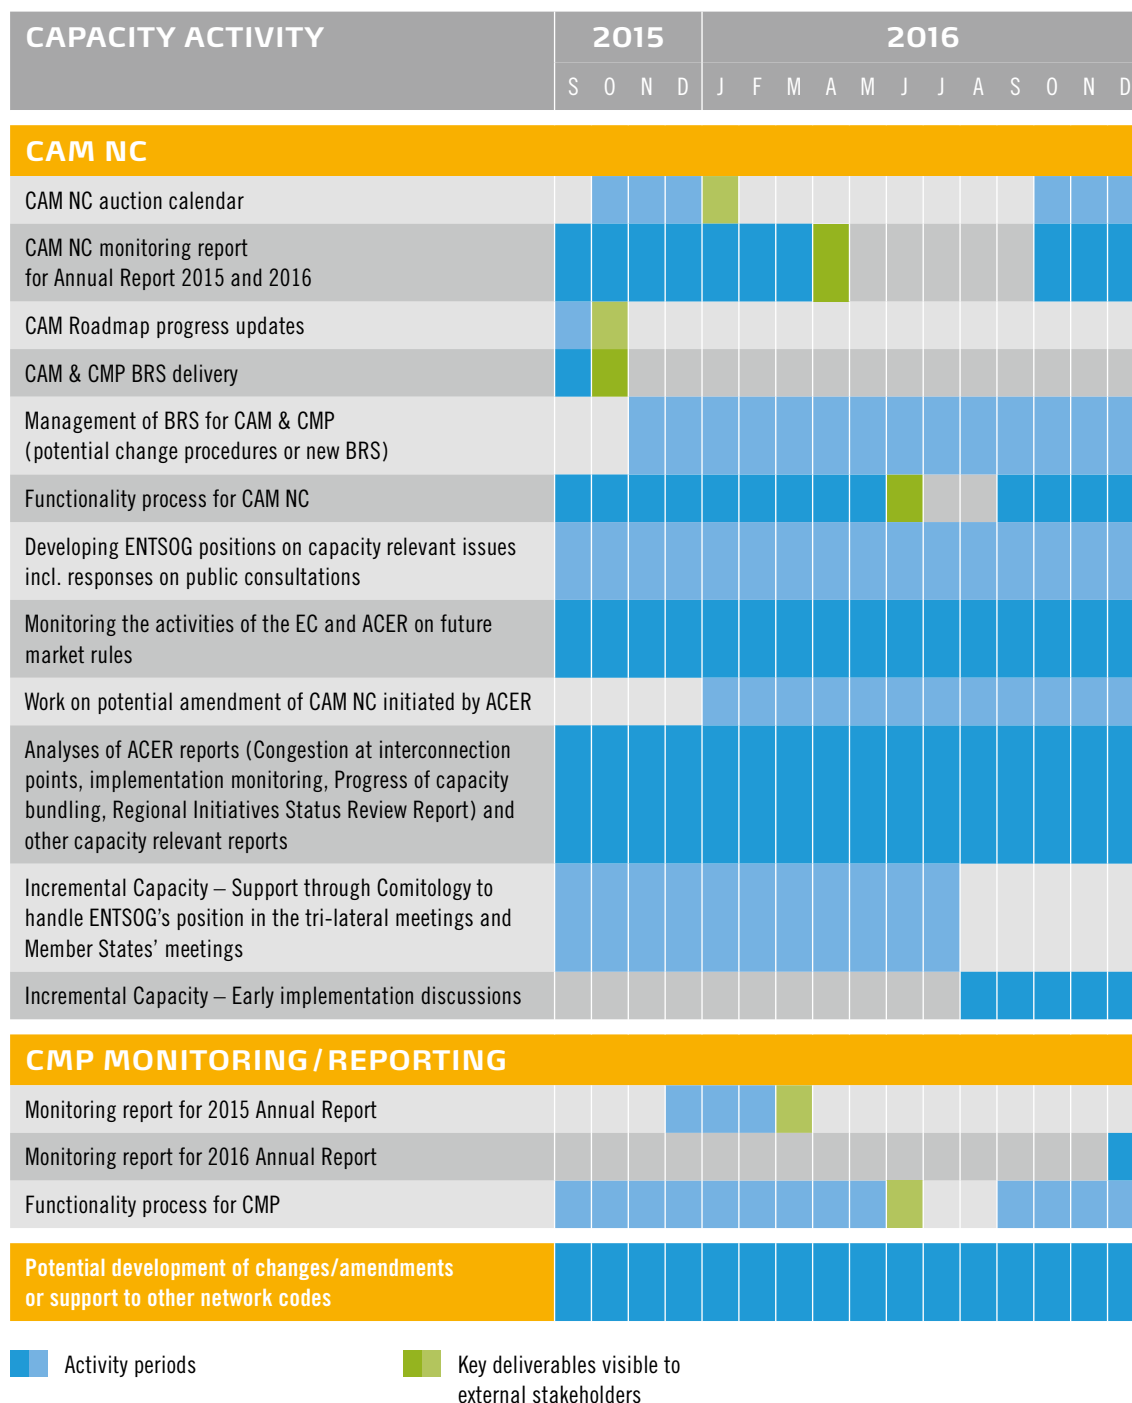 CAPACITY ACTIVITY 2015 2016
S O N D J F M A M J J A S O N D
CAM NC
CAM NC auction calendar
CAM NC monitoring report
for Annual Report 2015 and 2016
CAM Roadmap progress updates
CAM & CMP BRS delivery
Management of BRS for CAM & CMP
(potential change procedures or new BRS)
Functionality process for CAM NC
Developing ENTSOG positions on capacity relevant issues
incl. responses on public consultations
Monitoring the activities of the EC and ACER on future
market rules
Work on potential amendment of CAM NC initiated by ACER
Analyses of ACER reports (Congestion at interconnection
points, implementation monitoring, Progress of capacity
bundling, Regional Initiatives Status Review Report) and
other capacity relevant reports
Incremental Capacity – Support through Comitology to
handle ENTSOG’s position in the tri-lateral meetings and
Member States’ meetings
Incremental Capacity – Early implementation discussions
CMP MONITORING / REPORTING
Monitoring report for 2015 Annual Report
Monitoring report for 2016 Annual Report
Functionality process for CMP
Potential development of changes/amendments
or support to other network codes
Activity periods
Key deliverables visible to
external stakeholders